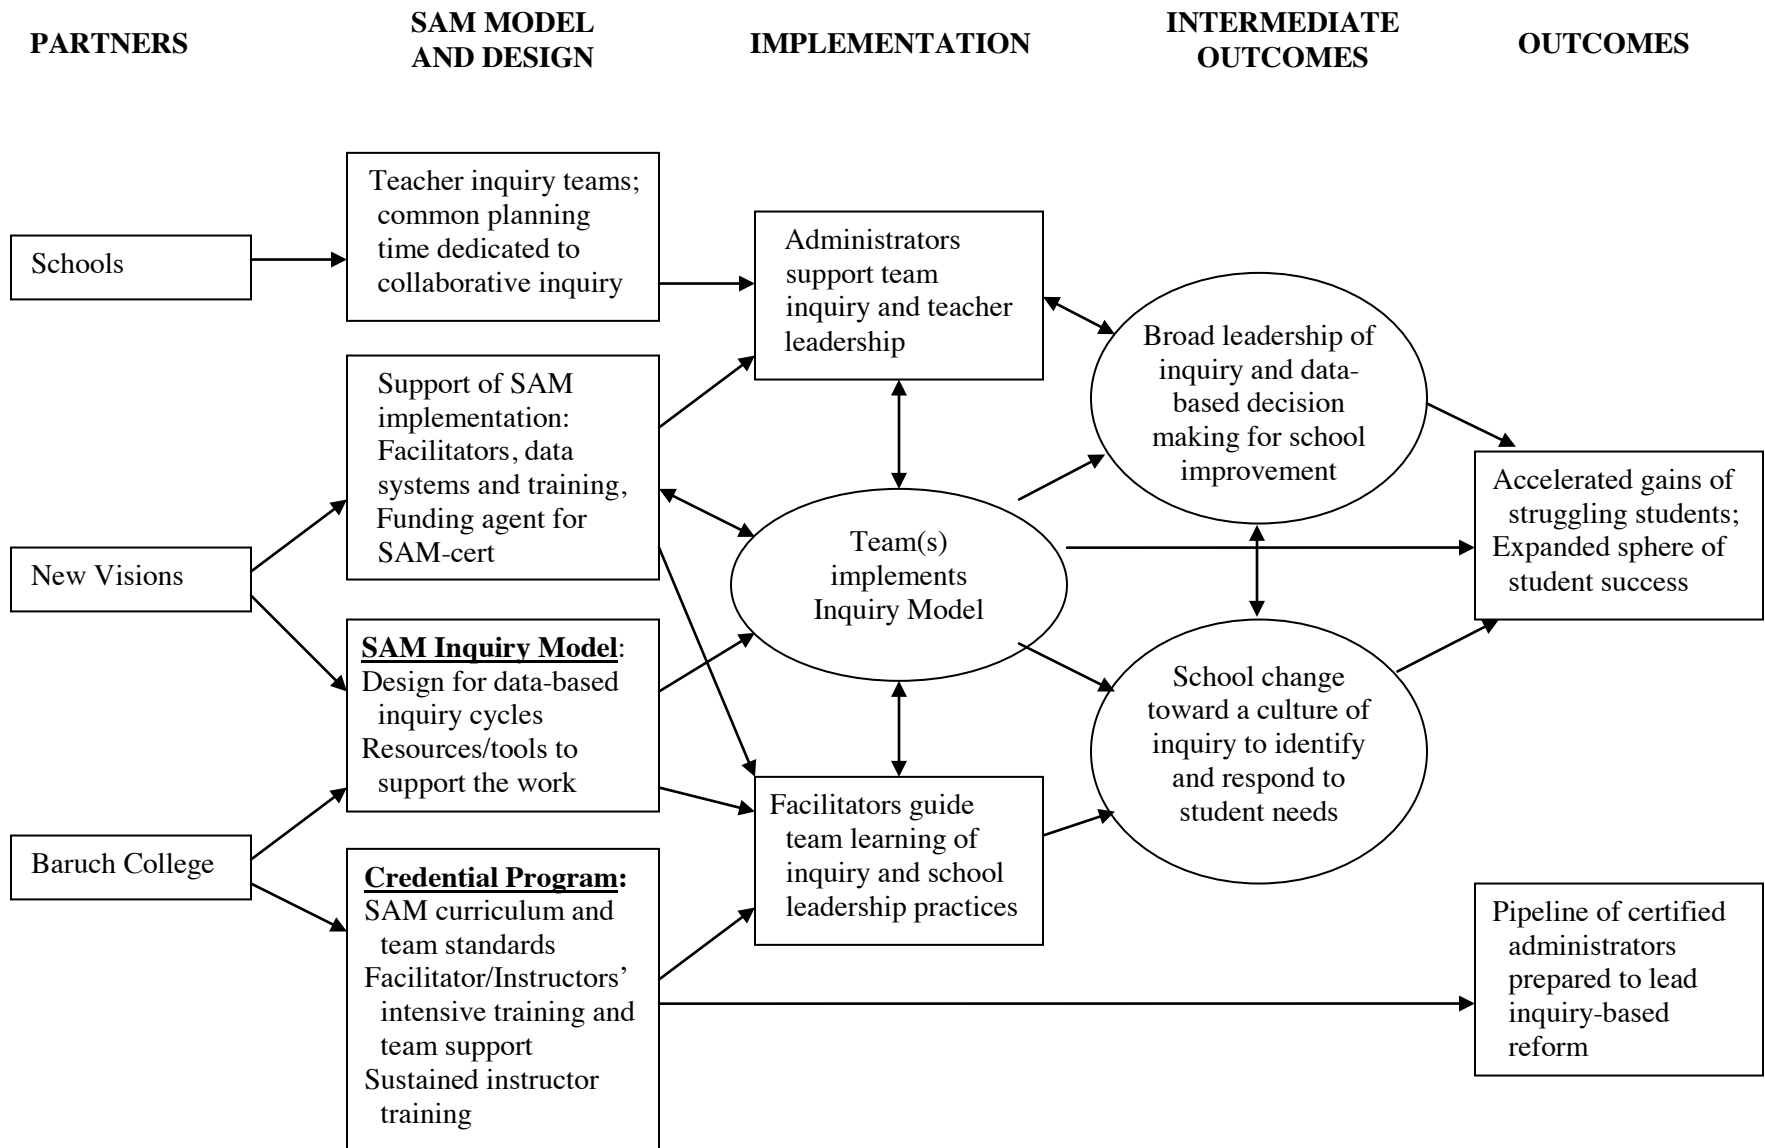 PARTNERS
SAM MODEL
AND DESIGN
IMPLEMENTATION
INTERMEDIATE
OUTCOMES
OUTCOMES
Schools
New Visions
Baruch College
Teacher inquiry teams;
common planning
time dedicated to
collaborative inquiry
Support of SAM
implementation:
Facilitators, data
systems and training,
Funding agent for
SAM-cert
SAM Inquiry Model:
Design for data-based
inquiry cycles
Resources/tools to
support the work
Credential Program:
SAM curriculum and
team standards
Facilitator/Instructors’
intensive training and
team support
Sustained instructor
training
Administrators
support team
inquiry and teacher
leadership
Team(s)
implements
Inquiry Model
Facilitators guide
team learning of
inquiry and school
leadership practices
Broad leadership of
inquiry and data-
based decision
making for school
improvement
School change
toward a culture of
inquiry to identify
and respond to
student needs
Accelerated gains of
struggling students;
Expanded sphere of
student success
Pipeline of certified
administrators
prepared to lead
inquiry-based
reform